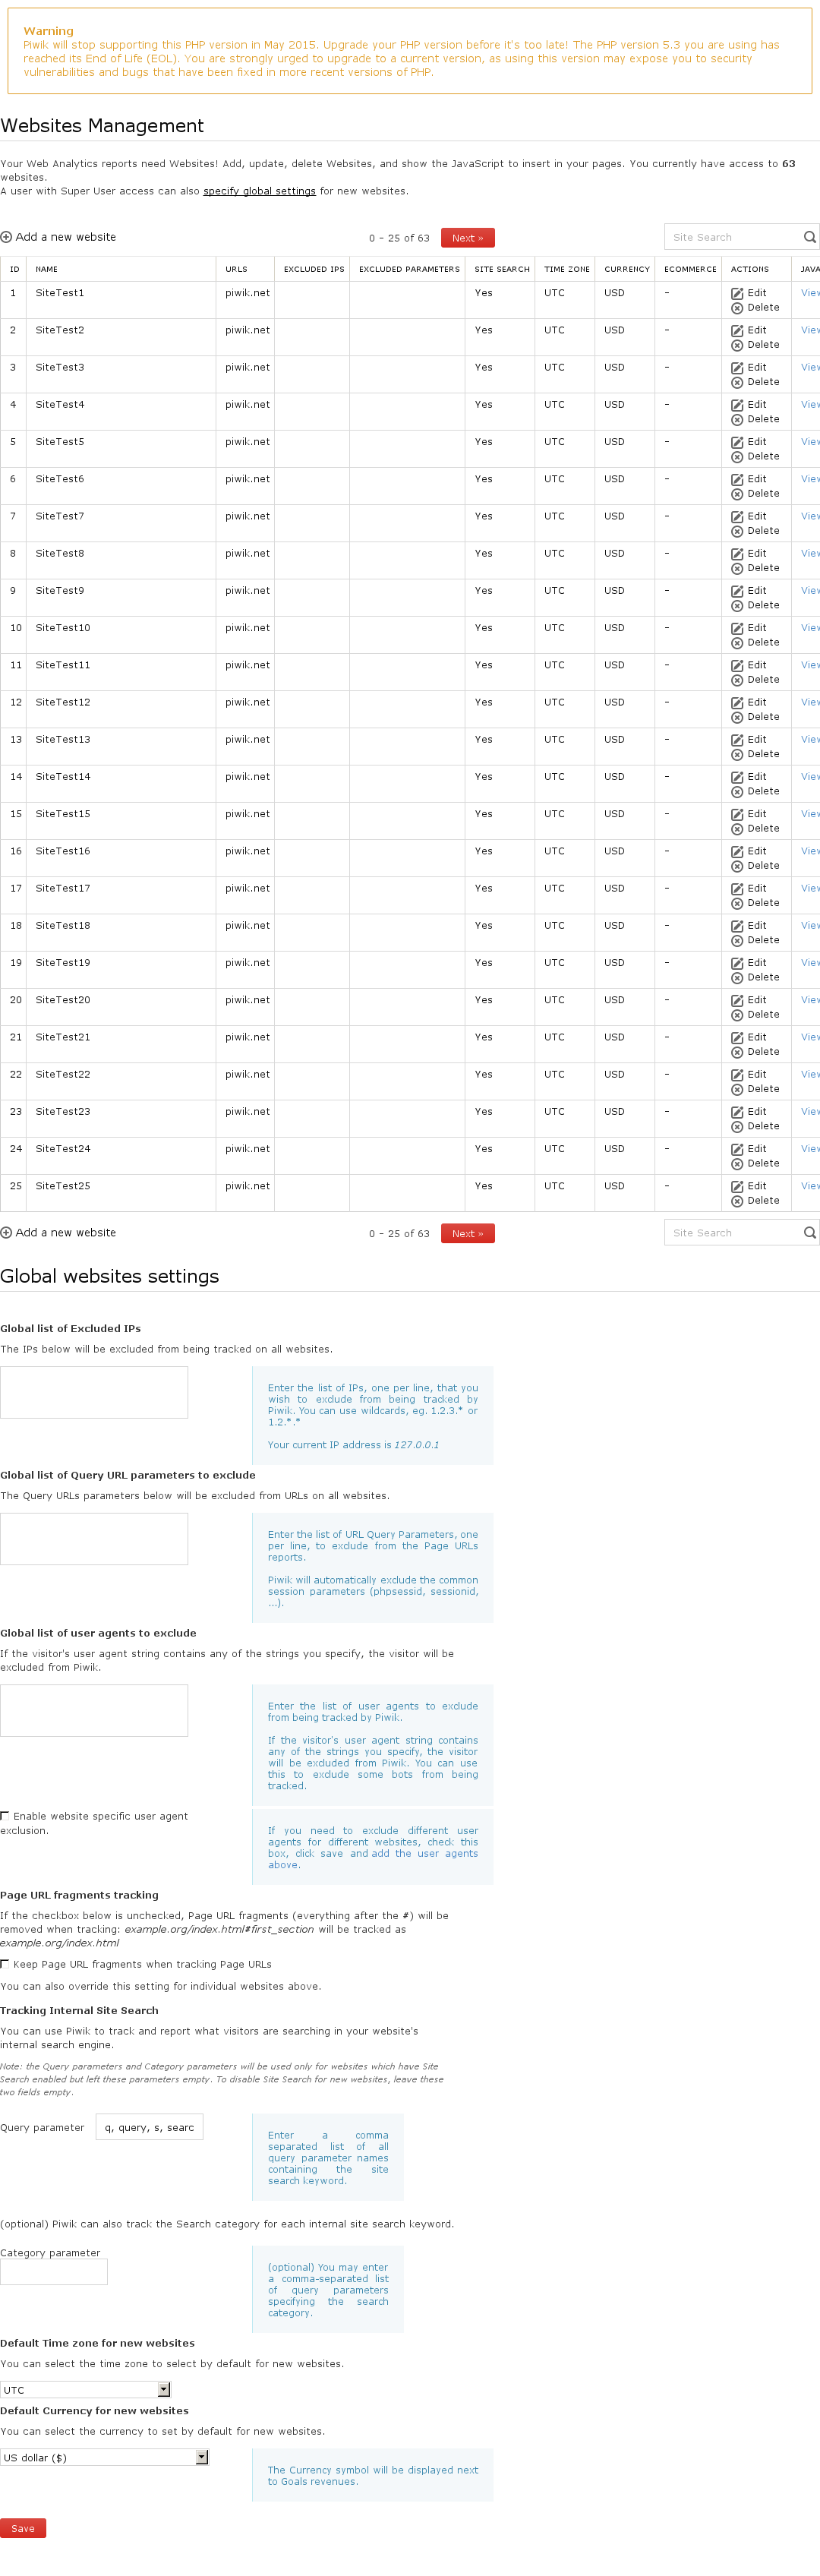 Warning
Piwik will stop supporting this PHP version in May 2015. Upgrade your PHP version before it's too late! The PHP version 5.3 you are using has
reached its End of Life (EOL). You are strongly urged to upgrade to a current version, as using this version may expose you to security
vulnerabilities and bugs that have been fixed in more recent versions of PHP.
Websites Management
Your Web Analytics reports need Websites! Add, update, delete Websites, and show the JavaScript to insert in your pages. You currently have access to 63
websites.
A user with Super User access can also specify global settings for new websites.
Add a new website 0 - 25 of 63 Next » Site Search
ID NAME URLS EXCLUDED IPS EXCLUDED PARAMETERS SITE SEARCH TIME ZONE CURRENCY ECOMMERCE ACTIONS JAVA
1 SiteTest1 piwik.net Yes UTC USD - Edit View
Delete
2 SiteTest2 piwik.net Yes UTC USD - Edit View
Delete
3 SiteTest3 piwik.net Yes UTC USD - Edit View
Delete
4 SiteTest4 piwik.net Yes UTC USD - Edit View
Delete
5 SiteTest5 piwik.net Yes UTC USD - Edit View
Delete
6 SiteTest6 piwik.net Yes UTC USD - Edit View
Delete
7 SiteTest7 piwik.net Yes UTC USD - Edit View
Delete
8 SiteTest8 piwik.net Yes UTC USD - Edit View
Delete
9 SiteTest9 piwik.net Yes UTC USD - Edit View
Delete
10 SiteTest10 piwik.net Yes UTC USD - Edit View
Delete
11 SiteTest11 piwik.net Yes UTC USD - Edit View
Delete
12 SiteTest12 piwik.net Yes UTC USD - Edit View
Delete
13 SiteTest13 piwik.net Yes UTC USD - Edit View
Delete
14 SiteTest14 piwik.net Yes UTC USD - Edit View
Delete
15 SiteTest15 piwik.net Yes UTC USD - Edit View
Delete
16 SiteTest16 piwik.net Yes UTC USD - Edit View
Delete
17 SiteTest17 piwik.net Yes UTC USD - Edit View
Delete
18 SiteTest18 piwik.net Yes UTC USD - Edit View
Delete
19 SiteTest19 piwik.net Yes UTC USD - Edit View
Delete
20 SiteTest20 piwik.net Yes UTC USD - Edit View
Delete
21 SiteTest21 piwik.net Yes UTC USD - Edit View
Delete
22 SiteTest22 piwik.net Yes UTC USD - Edit View
Delete
23 SiteTest23 piwik.net Yes UTC USD - Edit View
Delete
24 SiteTest24 piwik.net Yes UTC USD - Edit View
Delete
25 SiteTest25 piwik.net Yes UTC USD - Edit View
Delete
Add a new website 0 - 25 of 63 Next » Site Search
Global websites settings
Global list of Excluded IPs
The IPs below will be excluded from being tracked on all websites.
Enter the list of IPs, one per line, that you
wish to exclude from being tracked by
Piwik. You can use wildcards, eg. 1.2.3.* or
1.2.*.*
Your current IP address is 127.0.0.1
Global list of Query URL parameters to exclude
The Query URLs parameters below will be excluded from URLs on all websites.
Enter the list of URL Query Parameters, one
per line, to exclude from the Page URLs
reports.
Piwik will automatically exclude the common
session parameters (phpsessid, sessionid,
...).
Global list of user agents to exclude
If the visitor's user agent string contains any of the strings you specify, the visitor will be
excluded from Piwik.
Enter the list of user agents to exclude
from being tracked by Piwik.
If the visitor's user agent string contains
any of the strings you specify, the visitor
will be excluded from Piwik. You can use
this to exclude some bots from being
tracked.
Enable website specific user agent
exclusion.
If you need to exclude different user
agents for different websites, check this
box, click save and add the user agents
above.
Page URL fragments tracking
If the checkbox below is unchecked, Page URL fragments (everything after the #) will be
removed when tracking: example.org/index.html#first_section will be tracked as
example.org/index.html
Keep Page URL fragments when tracking Page URLs
You can also override this setting for individual websites above.
Tracking Internal Site Search
You can use Piwik to track and report what visitors are searching in your website's
internal search engine.
Note: the Query parameters and Category parameters will be used only for websites which have Site
Search enabled but left these parameters empty. To disable Site Search for new websites, leave these
two fields empty.
Query parameter q, query, s, searc
Enter a comma
separated list of all
query parameter names
containing the site
search keyword.
(optional) Piwik can also track the Search category for each internal site search keyword.
Category parameter
(optional) You may enter
a comma-separated list
of query parameters
specifying the search
category.
Default Time zone for new websites
You can select the time zone to select by default for new websites.
UTC
Default Currency for new websites
You can select the currency to set by default for new websites.
US dollar ($)
The Currency symbol will be displayed next
to Goals revenues.
Save